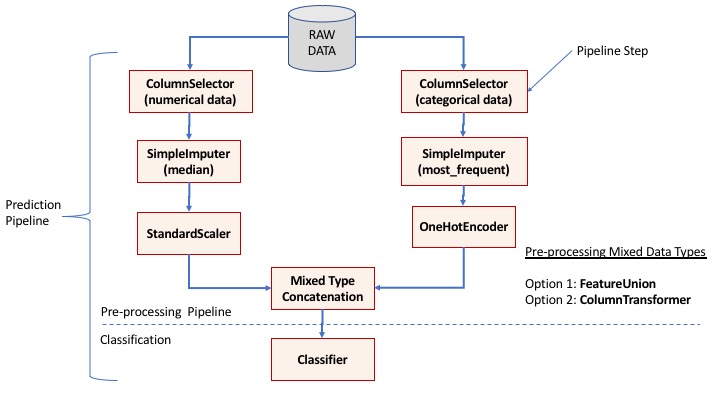 RAW
DATA
Pipeline Step
ColumnSelector
(numerical data)
ColumnSelector
(categorical data)
SimpleImputer
(median)
SimpleImputer
(most_frequent)
Prediction
Pipeline
StandardScaler
OneHotEncoder
Pre-processing Mixed Data Types
Option 1: FeatureUnion
Option 2: ColumnTransformer
Mixed Type
Concatenation
Pre-processing Pipeline
Classification
Classifier